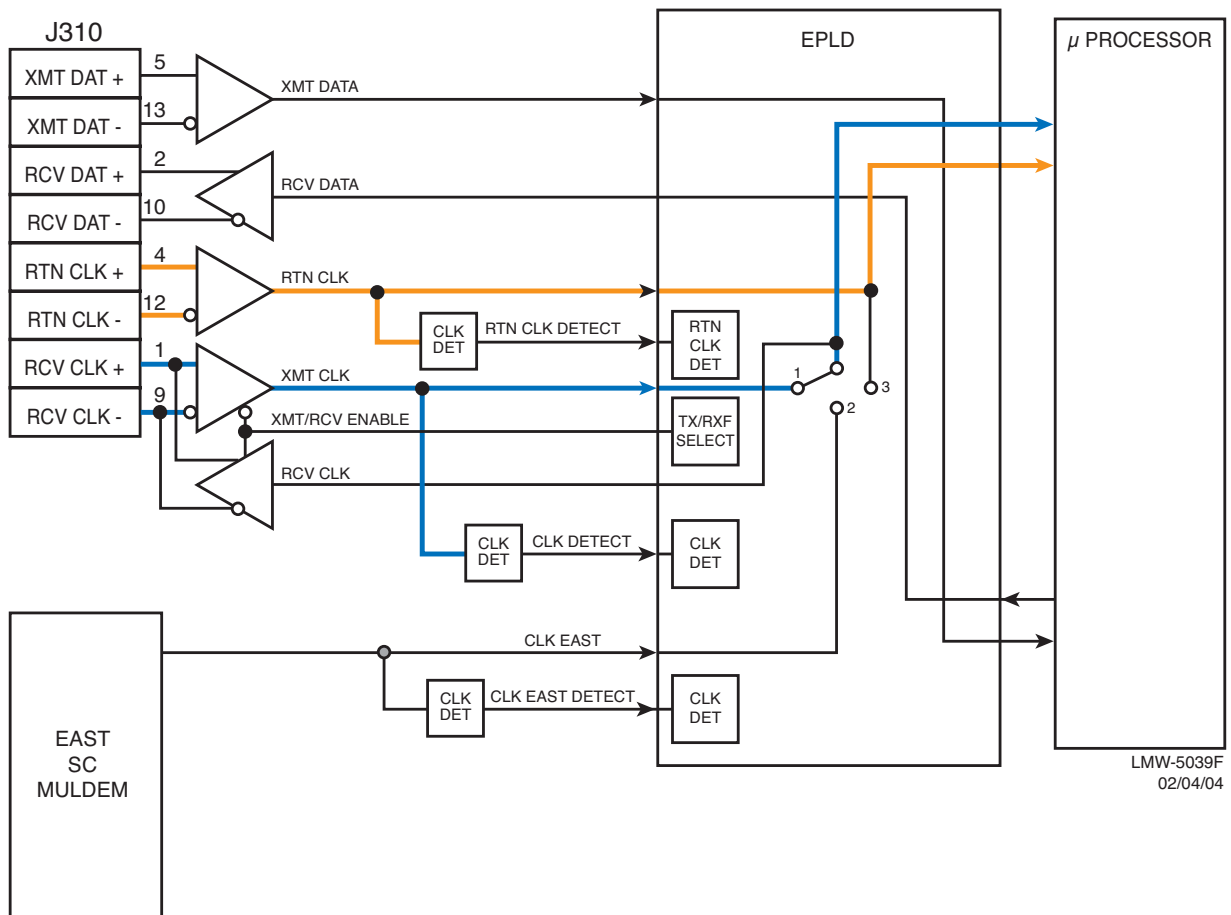 J310
EPLD
µ PROCESSOR
XMT DAT +
5
XMT DATA
XMT DAT -
13
RCV DAT +
2
RCV DATA
RCV DAT -
10
RTN CLK +
4
RTN CLK
RTN CLK -
12
CLK
DET
RTN CLK DETECT
RTN
CLK
DET
RCV CLK +
1
XMT CLK
1
3
2
RCV CLK -
9
XMT/RCV ENABLE
TX/RXF
SELECT
RCV CLK
CLK
DET
CLK DETECT
CLK
DET
CLK EAST
CLK
DET
CLK EAST DETECT
CLK
DET
EAST
SC
MULDEM
LMW-5039F
02/04/04